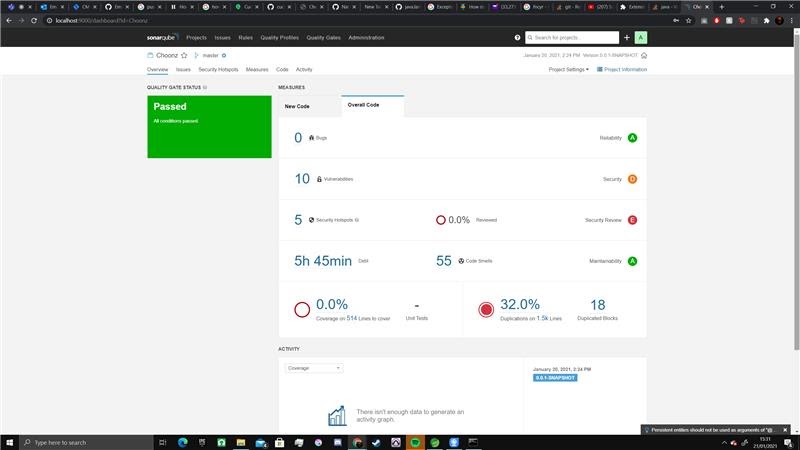 localhost:9000/dashboard?id=Choonz
sonarqube Projects Issues Rules Quality Profiles Quality Gates Administration
Search for projects...
A
Choonz master
January 20, 2021, 2:24 PM Version 0.0.1-SNAPSHOT
Overview Issues Security Hotspots Measures Code Activity
Project Settings Project Information
QUALITY GATE STATUS
MEASURES
Passed
All conditions passed.
New Code
Overall Code
0 Bugs
Reliability A
10 Vulnerabilities
Security D
5 Security Hotspots
0.0% Reviewed
Security Review E
5h 45min Debt
55 Code Smells
Maintainability A
0.0%
Coverage on 514 Lines to cover
-
Unit Tests
32.0%
Duplications on 1.5k Lines
18
Duplicated Blocks
ACTIVITY
Coverage
There isn't enough data to generate an
activity graph.
January 20, 2021, 2:24 PM
0.0.1-SNAPSHOT
Persistent entities should not be used as arguments of "@...
Type here to search
15:31
21/01/2021